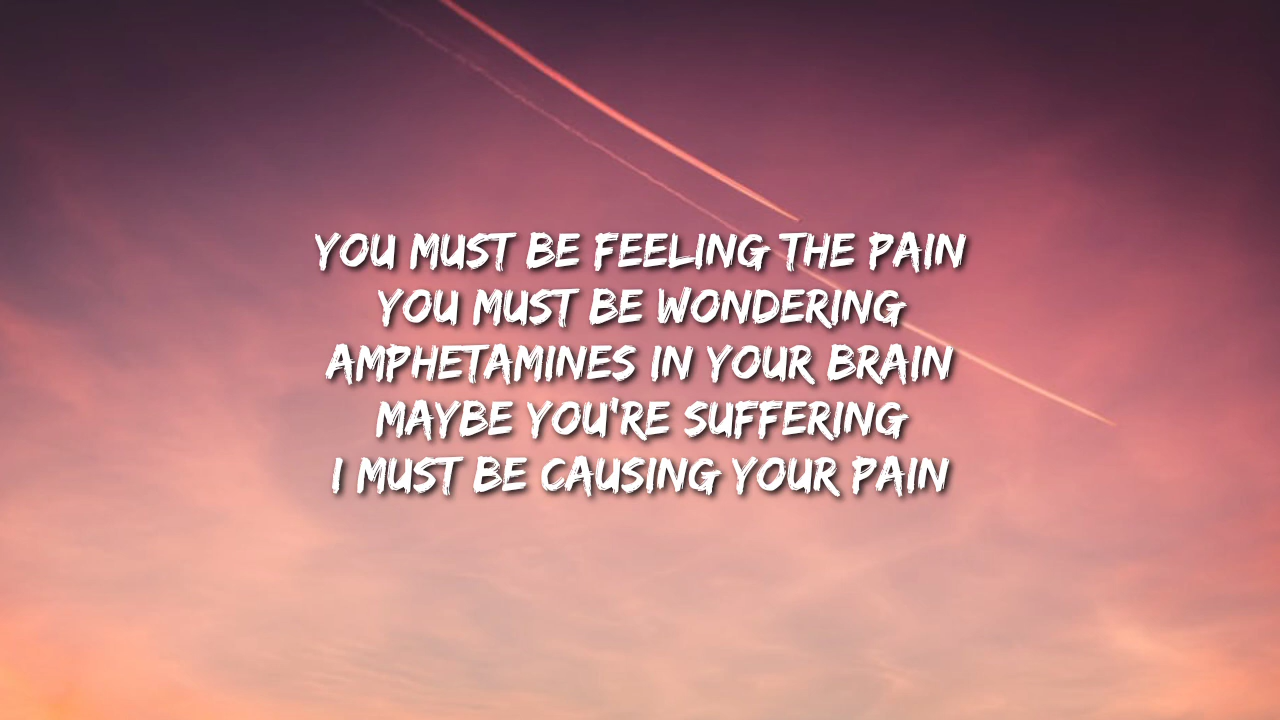 YOU MUST BE FEELING THE PAIN
YOU MUST BE WONDERING
AMPHETAMINES IN YOUR BRAIN
MAYBE YOU'RE SUFFERING
I MUST BE CAUSING YOUR PAIN